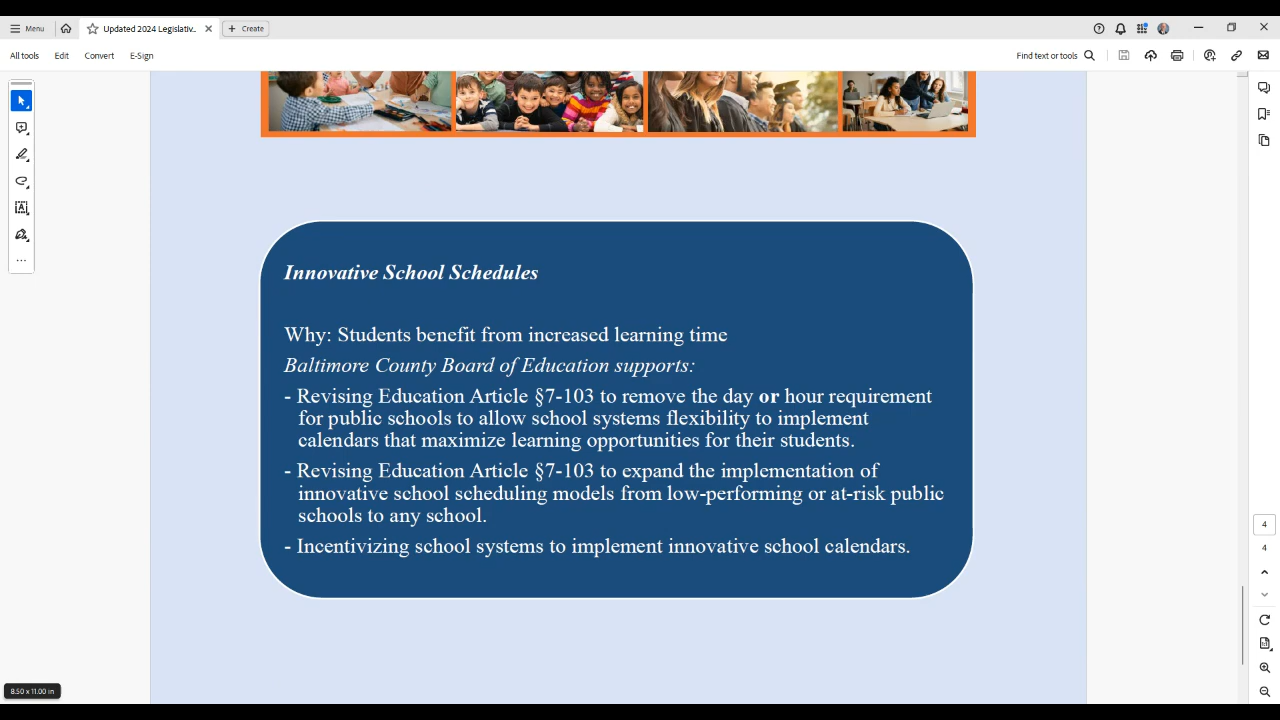 Menu
Updated 2024 Legislativ...
Create
All tools
Edit
Convert
E-Sign
Find text or tools
Innovative School Schedules
Why: Students benefit from increased learning time
Baltimore County Board of Education supports:
- Revising Education Article §7-103 to remove the day or hour requirement
for public schools to allow school systems flexibility to implement
calendars that maximize learning opportunities for their students.
- Revising Education Article §7-103 to expand the implementation of
innovative school scheduling models from low-performing or at-risk public
schools to any school.
- Incentivizing school systems to implement innovative school calendars.
4
4
8.50 x 11.00 in